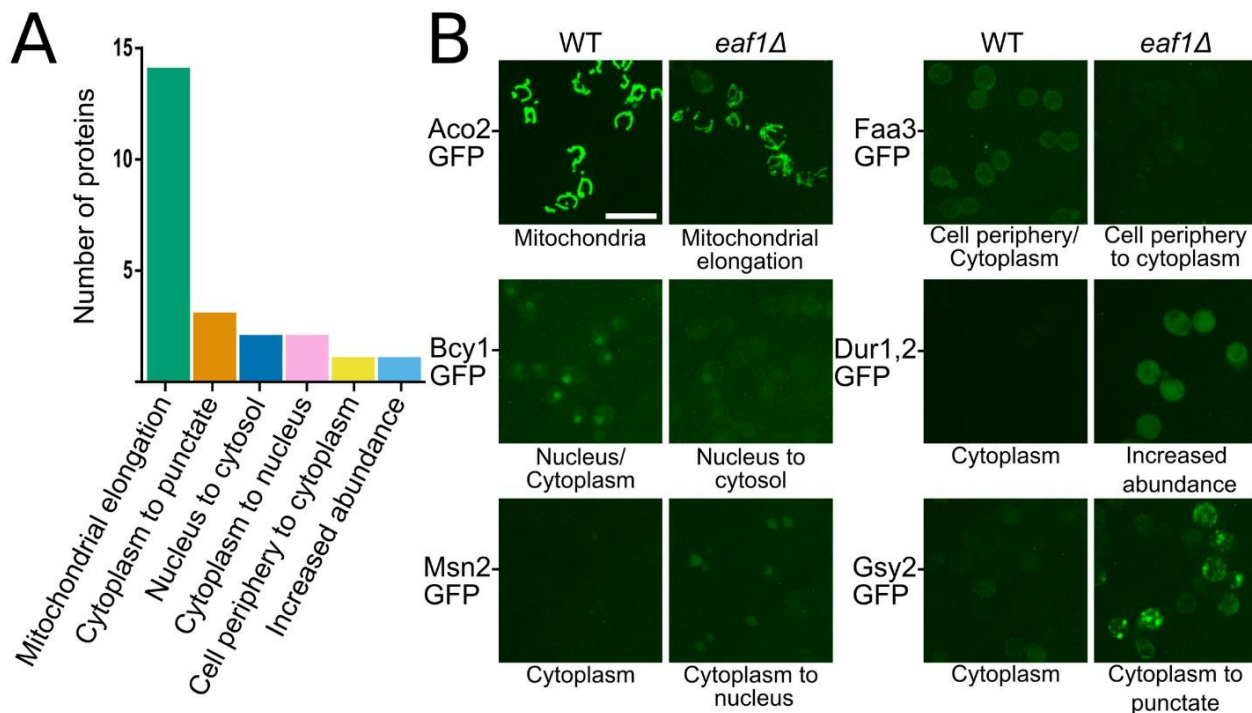 A
15
10
5
Number of proteins
Mitochondrial elongation
Cytoplasm to punctate
Nucleus to cytosol
Cytoplasm to nucleus
Cell periphery to cytoplasm
Increased abundance
B
WT
eaf1Δ
Aco2-
GFP
Mitochondria
Mitochondrial
elongation
Bcy1-
GFP
Nucleus/
Cytoplasm
Nucleus to
cytosol
Msn2-
GFP
Cytoplasm
Cytoplasm to
nucleus
WT
eaf1Δ
Faa3-
GFP
Cell periphery/
Cytoplasm
Cell periphery
to cytoplasm
Dur1,2-
GFP
Cytoplasm
Increased
abundance
Gsy2-
GFP
Cytoplasm
Cytoplasm to
punctate